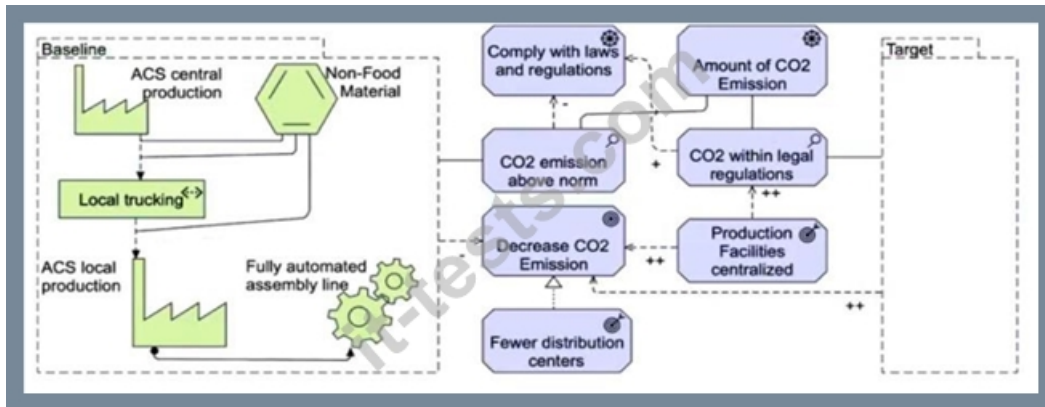 Baseline
ACS central
production
Non-Food
Material
Local trucking
ACS local
production
Fully automated
assembly line
Comply with laws
and regulations
Amount of CO2
Emission
-
CO2 emission
above norm
+
CO2 within legal
regulations
++
Decrease CO2
Emission
-
++
Production
Facilities
centralized
++
Fewer distribution
centers
Target
it-tests.com